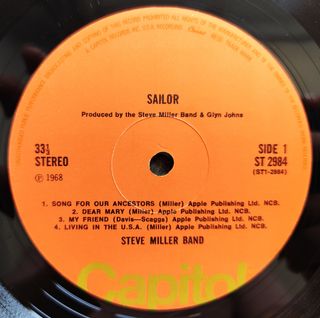 SAILOR
Produced by the Steve Miller Band & Glyn Johns
33⅓
STEREO
SIDE 1
ST 2984
(ST1-2984)
Ⓟ 1968
1. SONG FOR OUR ANCESTORS (Miller) Apple Publishing Ltd. NCB.
2. DEAR MARY (Miller) Apple Publishing Ltd. NCB.
3. MY FRIEND (Davis—Scaggs) Apple Publishing Ltd. NCB.
4. LIVING IN THE U.S.A. (Miller) Apple Publishing Ltd. NCB.
STEVE MILLER BAND
Capitol